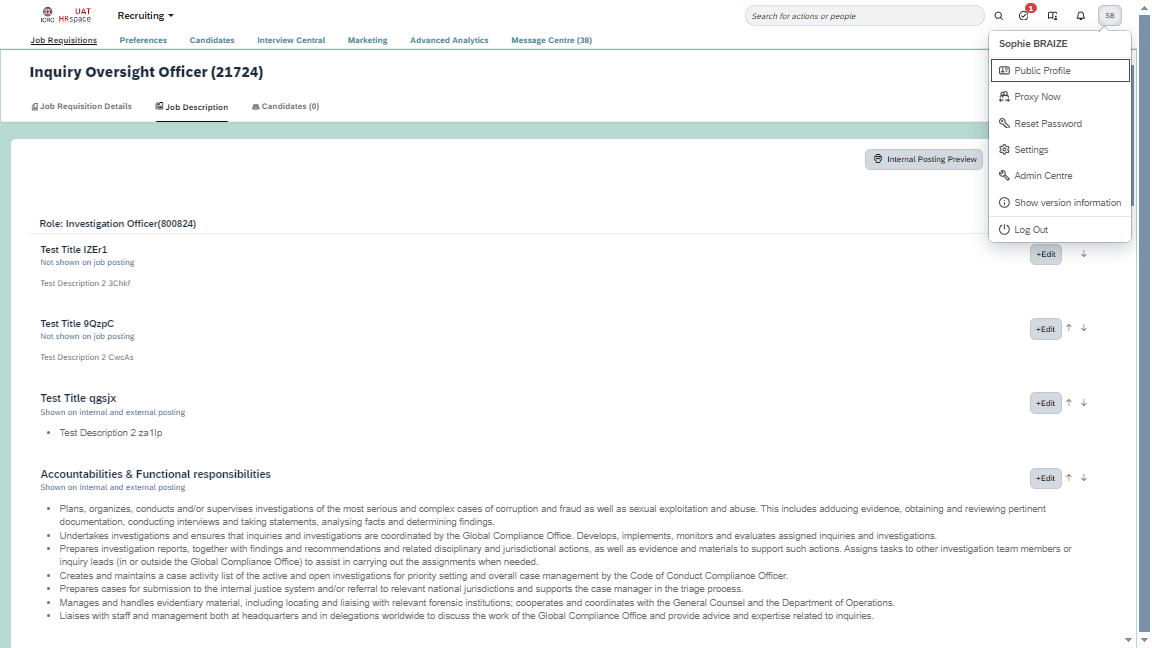 ICRC
UAT
HRspace
Recruiting
Search for actions or people
1
SB
Job Requisitions
Preferences
Candidates
Interview Central
Marketing
Advanced Analytics
Message Centre (38)
Sophie BRAIZE
Public Profile
Proxy Now
Reset Password
Settings
Admin Centre
Show version information
Log Out
Inquiry Oversight Officer (21724)
Job Requisition Details
Job Description
Candidates (0)
Internal Posting Preview
Role: Investigation Officer(800824)
Test Title IZEr1
Not shown on job posting
+Edit
Test Description 2 3Chkf
Test Title 9QzpC
Not shown on job posting
+Edit
Test Description 2 CwcAs
Test Title qgsjx
Shown on internal and external posting
+Edit
• Test Description 2 za1lp
Accountabilities & Functional responsibilities
Shown on internal and external posting
+Edit
• Plans, organizes, conducts and/or supervises investigations of the most serious and complex cases of corruption and fraud as well as sexual exploitation and abuse. This includes adducing evidence, obtaining and reviewing pertinent
documentation, conducting interviews and taking statements, analysing facts and determining findings.
• Undertakes investigations and ensures that inquiries and investigations are coordinated by the Global Compliance Office. Develops, implements, monitors and evaluates assigned inquiries and investigations.
• Prepares investigation reports, together with findings and recommendations and related disciplinary and jurisdictional actions, as well as evidence and materials to support such actions. Assigns tasks to other investigation team members or
inquiry leads (in or outside the Global Compliance Office) to assist in carrying out the assignments when needed.
• Creates and maintains a case activity list of the active and open investigations for priority setting and overall case management by the Code of Conduct Compliance Officer.
• Prepares cases for submission to the internal justice system and/or referral to relevant national jurisdictions and supports the case manager in the triage process.
• Manages and handles evidentiary material, including locating and liaising with relevant forensic institutions; cooperates and coordinates with the General Counsel and the Department of Operations.
• Liaises with staff and management both at headquarters and in delegations worldwide to discuss the work of the Global Compliance Office and provide advice and expertise related to inquiries.